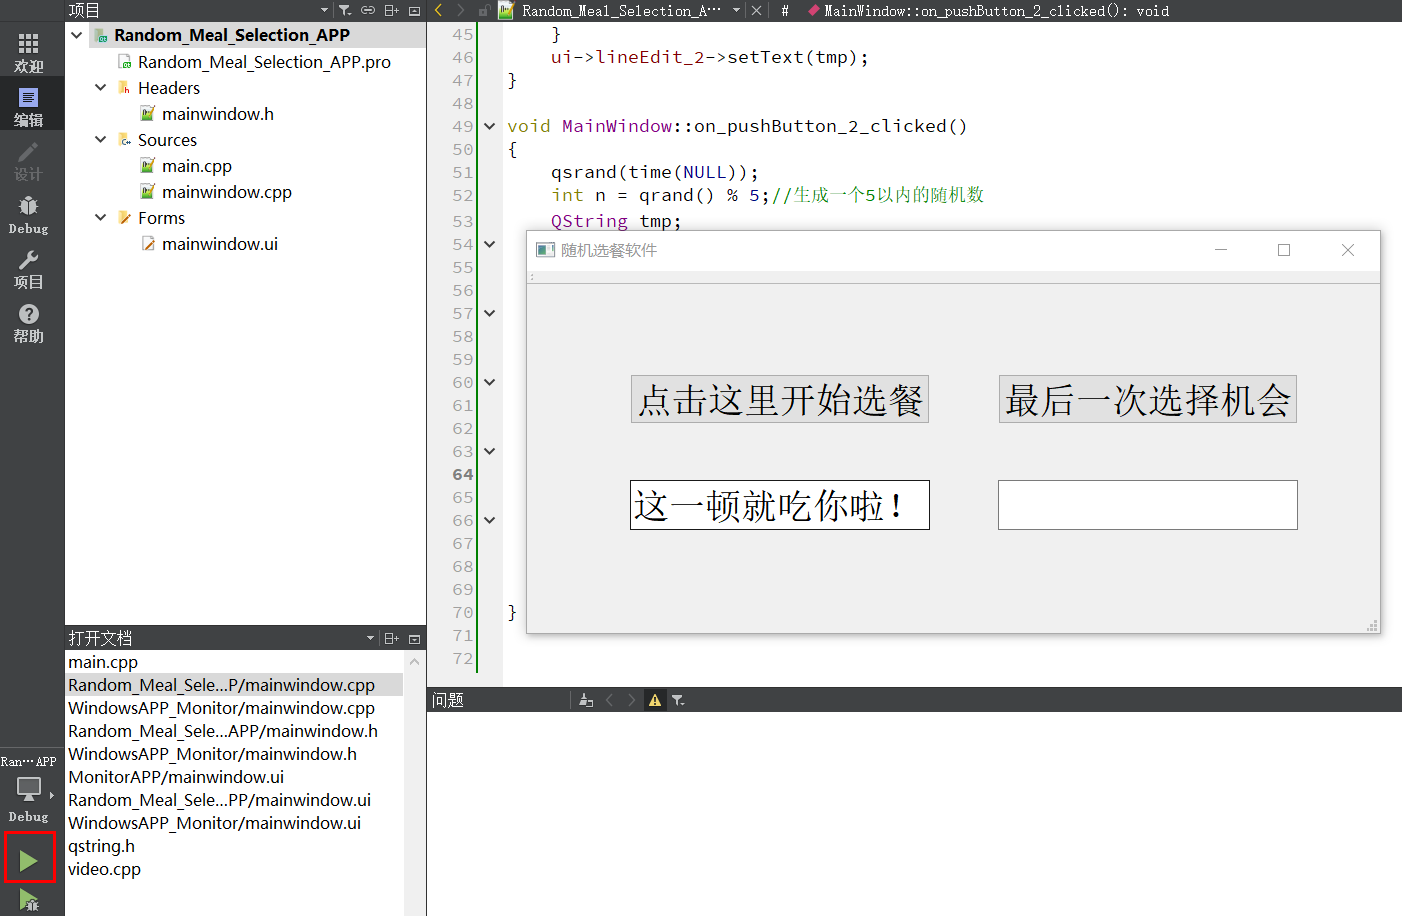 项目
Random_Meal_Selection_A… # MainWindow::on_pushButton_2_clicked(): void
欢迎
编辑
设计
Debug
项目
帮助
Random_Meal_Selection_APP
Random_Meal_Selection_APP.pro
Headers
mainwindow.h
Sources
main.cpp
mainwindow.cpp
Forms
mainwindow.ui
45 }
46 ui->lineEdit_2->setText(tmp);
47 }
48
49 void MainWindow::on_pushButton_2_clicked()
50 {
51 qsrand(time(NULL));
52 int n = qrand() % 5;//生成一个5以内的随机数
53 QString tmp;
54
55
56
57
58
59
60
61
62
63
64
65
66
67
68
69
70 }
71
72
随机选餐软件
点击这里开始选餐
最后一次选择机会
这一顿就吃你啦！
打开文档
main.cpp
Random_Meal_Sele...P/mainwindow.cpp
WindowsAPP_Monitor/mainwindow.cpp
Random_Meal_Sele...APP/mainwindow.h
WindowsAPP_Monitor/mainwindow.h
MonitorAPP/mainwindow.ui
Random_Meal_Sele...PP/mainwindow.ui
WindowsAPP_Monitor/mainwindow.ui
qstring.h
video.cpp
问题
Ran…APP
Debug